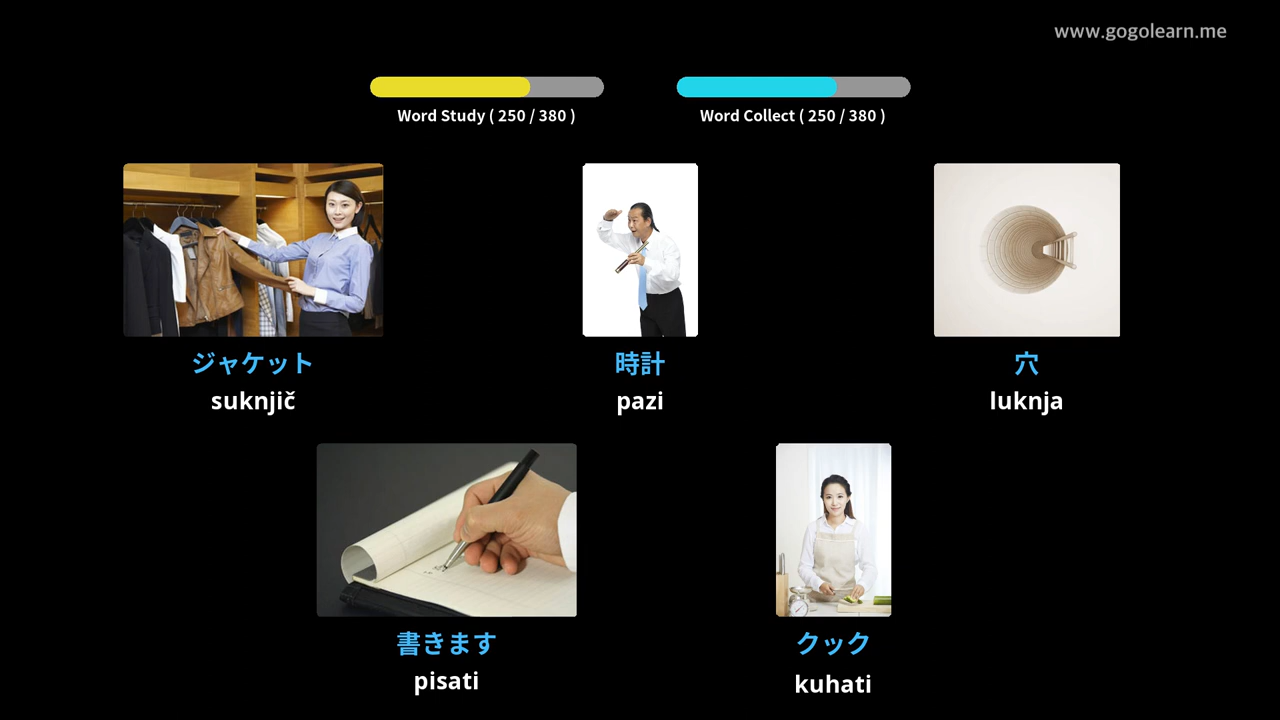 www.gogolearn.me
Word Study ( 250 / 380 )
Word Collect ( 250 / 380 )
ジャケット
suknjič
時計
pazi
穴
luknja
書きます
pisati
クック
kuhati